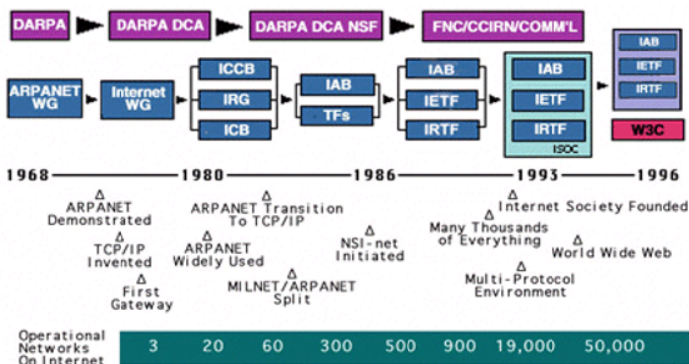 DARPA DARPA DCA DARPA DCA NSF FNC/CCIRN/COMM'L
IAB
IETF
IRTF
ARPANET
WG
Internet
WG
ICCB
IRG
ICB
IAB
TFs
IAB
IETF
IRTF
IAB
IETF
IRTF
ISOC
W3C
1968 1980 1986 1993 1996
ARPANET
Demonstrated
TCP/IP
Invented
First
Gateway
ARPANET Transition
To TCP/IP
ARPANET
Widely Used
MILNET/ARPANET
Split
NSI-net
Initiated
Internet Society Founded
Many Thousands
of Everything
World Wide Web
Multi-Protocol
Environment
Operational
Networks
On Internet
3 20 60 300 500 900 19,000 50,000